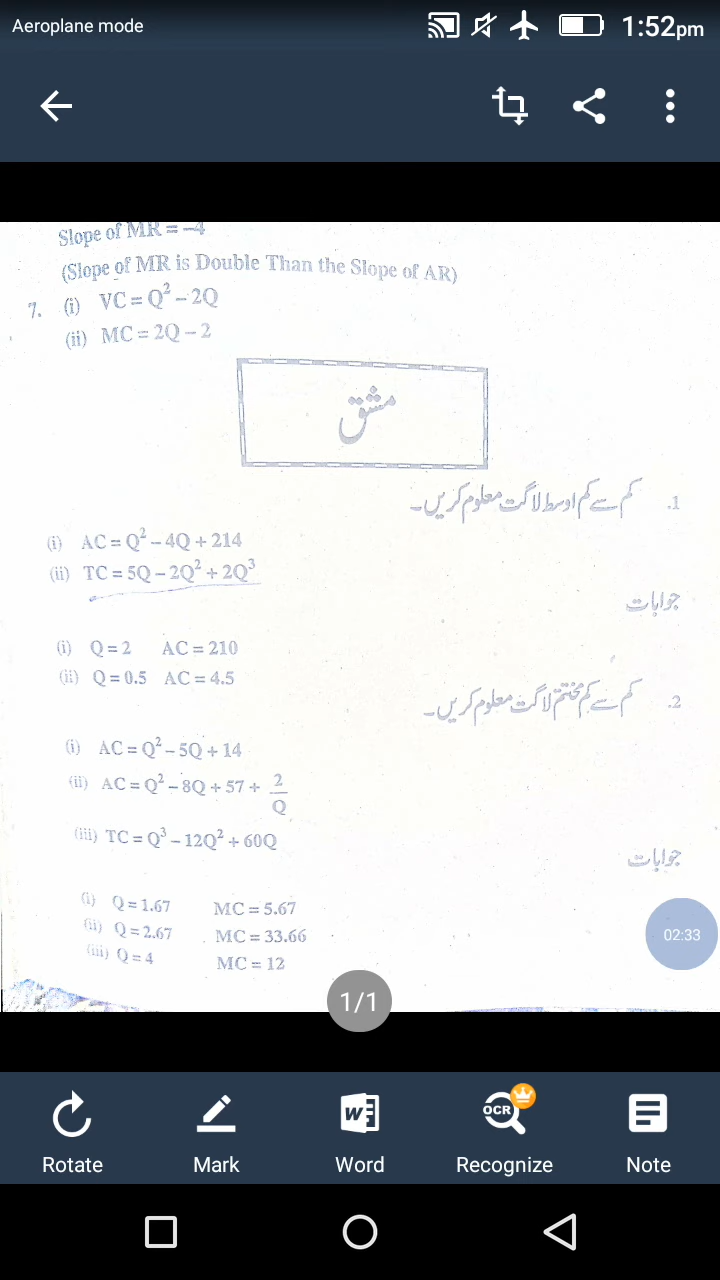 Aeroplane mode 1:52pm
Slope of MR = –4
(Slope of MR is Double Than the Slope of AR)
7. (i) VC = Q² – 2Q
(ii) MC = 2Q – 2
مشق
1. کم سے کم اوسط لاگت معلوم کریں۔
(i) AC = Q² – 4Q + 214
(ii) TC = 5Q – 2Q² + 2Q³
جوابات
(i) Q = 2 AC = 210
(ii) Q = 0.5 AC = 4.5
2. کم سے کم مختتم لاگت معلوم کریں۔
(i) AC = Q² – 5Q + 14
(ii) AC = Q² – 8Q + 57 + 2/Q
(iii) TC = Q³ – 12Q² + 60Q
جوابات
(i) Q = 1.67 MC = 5.67
(ii) Q = 2.67 MC = 33.66
(iii) Q = 4 MC = 12
02:33
1/1
W OCR
Rotate Mark Word Recognize Note